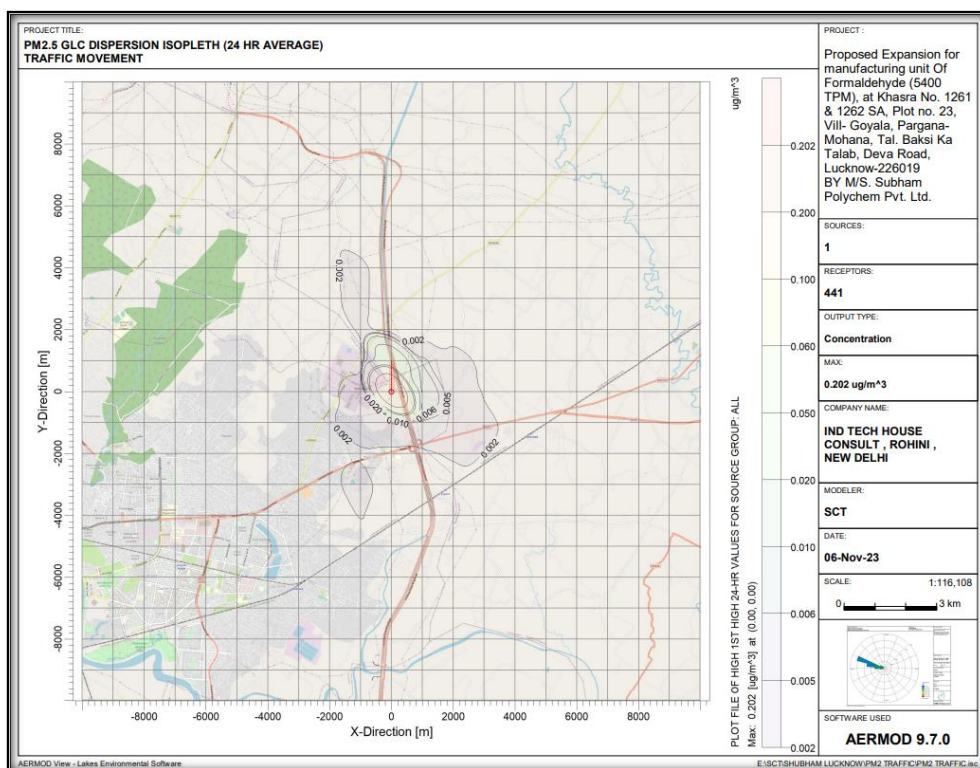 PROJECT TITLE:
PM2.5 GLC DISPERSION ISOPLETH (24 HR AVERAGE)
TRAFFIC MOVEMENT
Y-Direction [m]
8000
6000
4000
2000
0
-2000
-4000
-6000
-8000
0.002
0.002
0.005
0.006
0.020
0.010
0.002
0.002
-8000
-6000
-4000
-2000
0
2000
4000
6000
8000
X-Direction [m]
PLOT FILE OF HIGH 1ST HIGH 24-HR VALUES FOR SOURCE GROUP: ALL
Max: 0.202 [ug/m^3] at (0.00, 0.00)
ug/m^3
0.202
0.200
0.100
0.060
0.050
0.020
0.010
0.006
0.005
0.002
PROJECT :
Proposed Expansion for
manufacturing unit Of
Formaldehyde (5400
TPM), at Khasra No. 1261
& 1262 SA, Plot no. 23,
Vill- Goyala, Pargana-
Mohana, Tal. Baksi Ka
Talab, Deva Road,
Lucknow-226019
BY M/S. Subham
Polychem Pvt. Ltd.
SOURCES:
1
RECEPTORS:
441
OUTPUT TYPE:
Concentration
MAX:
0.202 ug/m^3
COMPANY NAME:
IND TECH HOUSE
CONSULT , ROHINI ,
NEW DELHI
MODELER:
SCT
DATE:
06-Nov-23
SCALE:
1:116,108
0
3 km
SOFTWARE USED
AERMOD 9.7.0
AERMOD View - Lakes Environmental Software
E:\SCT\SHUBHAM LUCKNOW\PM2 TRAFFIC\PM2 TRAFFIC.isc